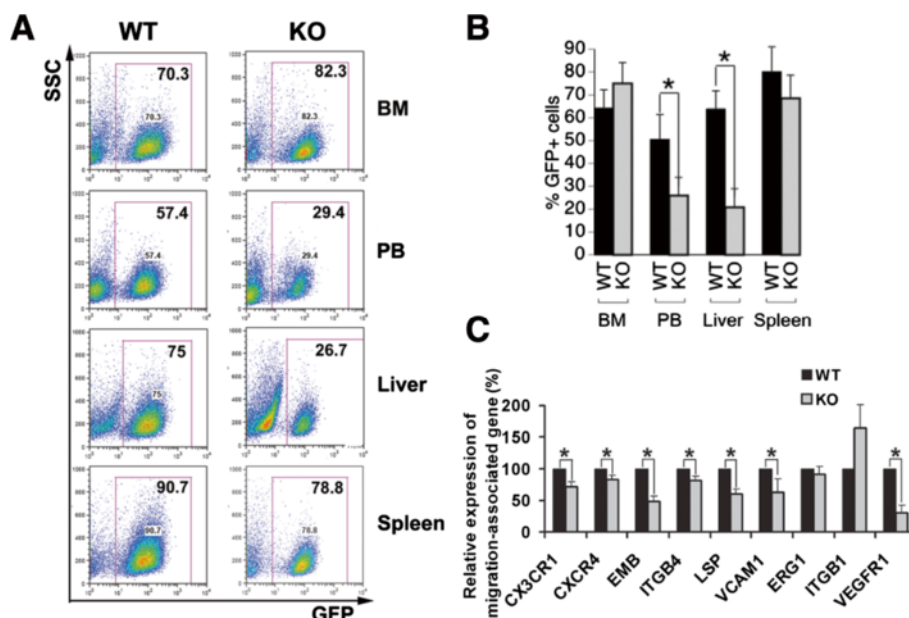 A
WT KO
SSC
70.3 82.3 BM
70.3 82.3
57.4 29.4 PB
57.4 29.4
75 26.7 Liver
75
90.7 78.8 Spleen
90.7 78.8
GFP
B
% GFP+ cells
90
80
70
60
50
40
30
20
10
0
* *
WT KO WT KO WT KO WT KO
BM PB Liver Spleen
C
WT
KO
Relative expression of
migration-associated gene (%)
200
150
100
50
0
* * * * * * *
CX3CR1 CXCR4 EMB ITGB4 LSP VCAM1 ERG1 ITGB1 VEGFR1